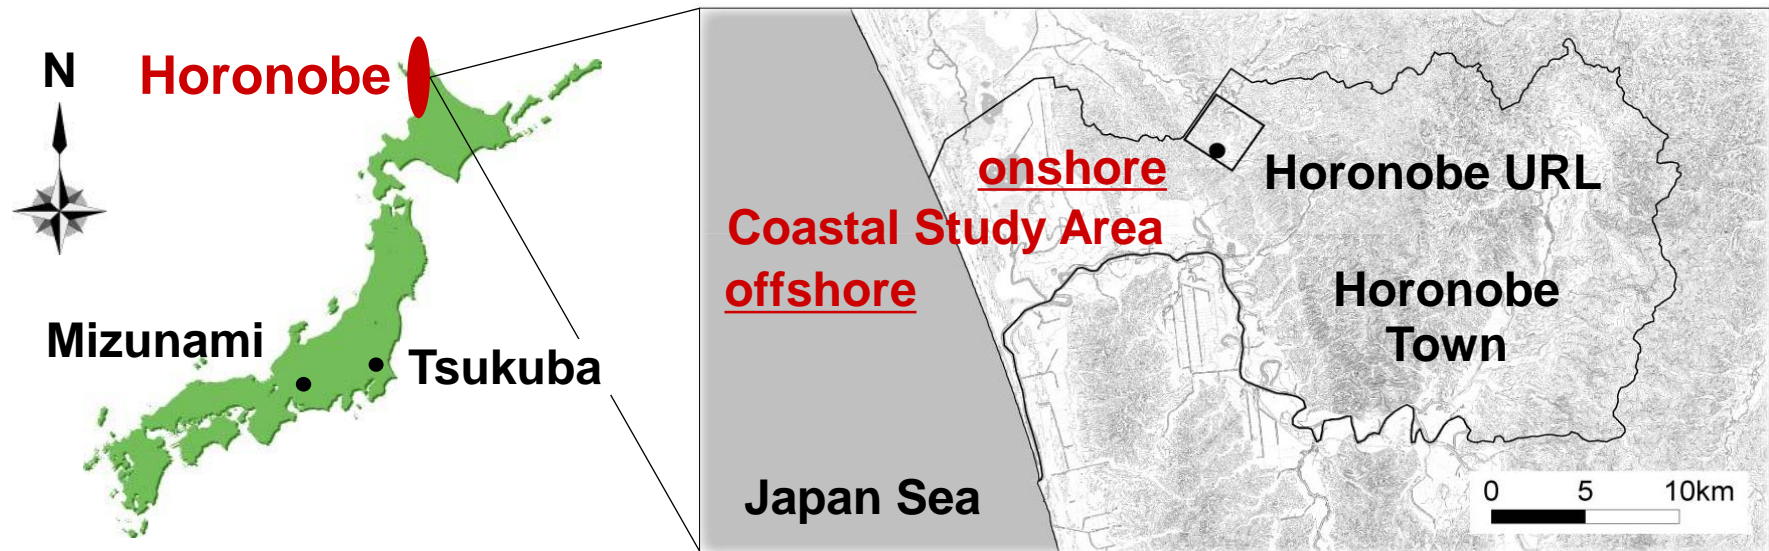 N
Horonobe
Mizunami
Tsukuba
onshore
Coastal Study Area
offshore
Horonobe URL
Horonobe
Town
Japan Sea
0 5 10km